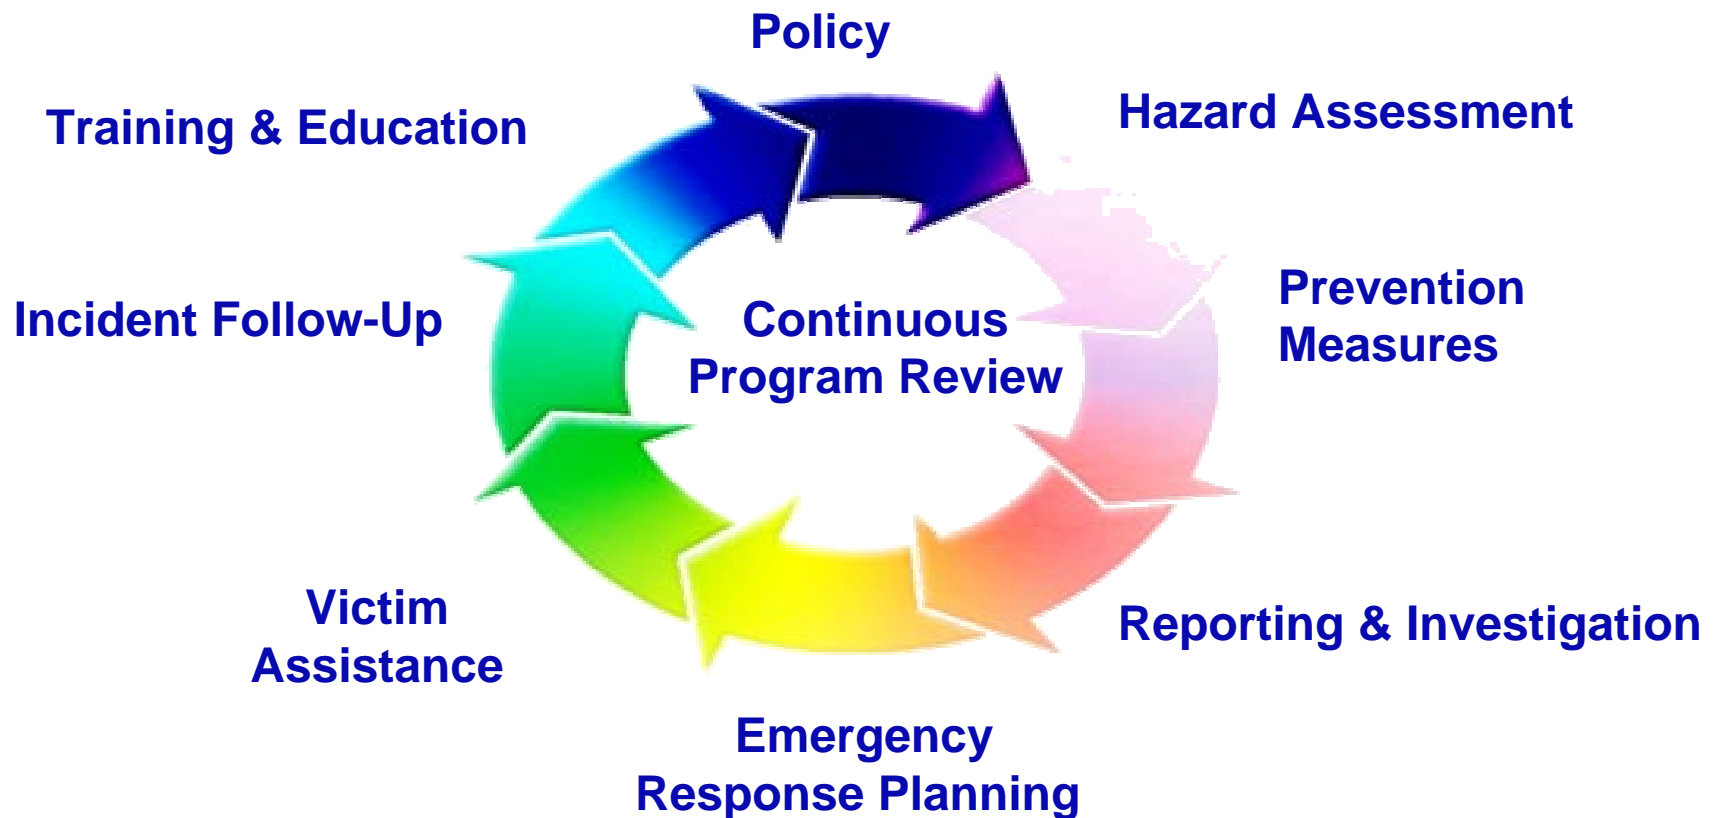 Policy
Hazard Assessment
Training & Education
Prevention
Measures
Incident Follow-Up
Continuous
Program Review
Reporting & Investigation
Victim
Assistance
Emergency
Response Planning